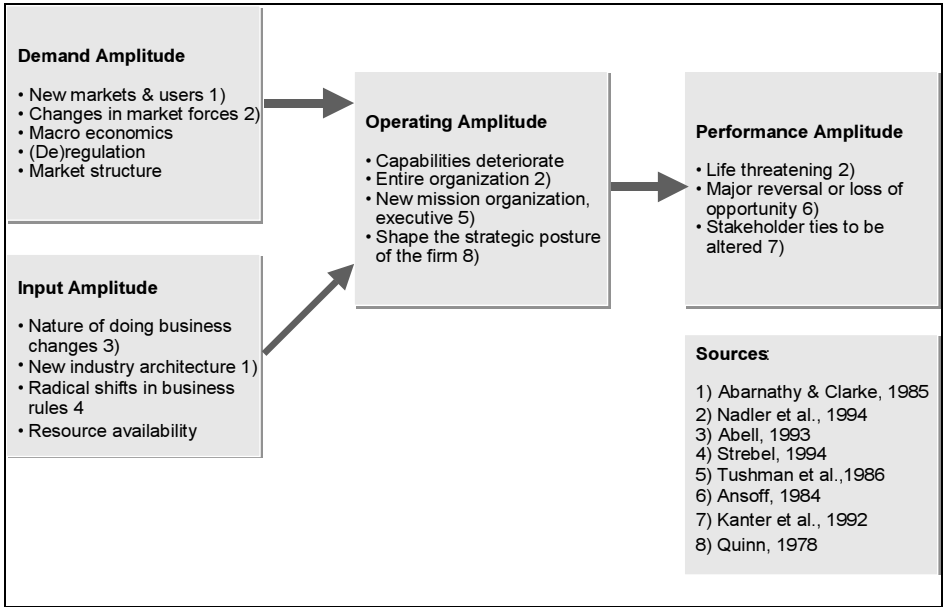 Demand Amplitude
• New markets & users 1)
• Changes in market forces 2)
• Macro economics
• (De)regulation
• Market structure
Input Amplitude
• Nature of doing business
changes 3)
• New industry architecture 1)
• Radical shifts in business
rules 4
• Resource availability
Operating Amplitude
• Capabilities deteriorate
• Entire organization 2)
• New mission organization,
executive 5)
• Shape the strategic posture
of the firm 8)
Performance Amplitude
• Life threatening 2)
• Major reversal or loss of
opportunity 6)
• Stakeholder ties to be
altered 7)
Sources:
1) Abarnathy & Clarke, 1985
2) Nadler et al., 1994
3) Abell, 1993
4) Strebel, 1994
5) Tushman et al.,1986
6) Ansoff, 1984
7) Kanter et al., 1992
8) Quinn, 1978